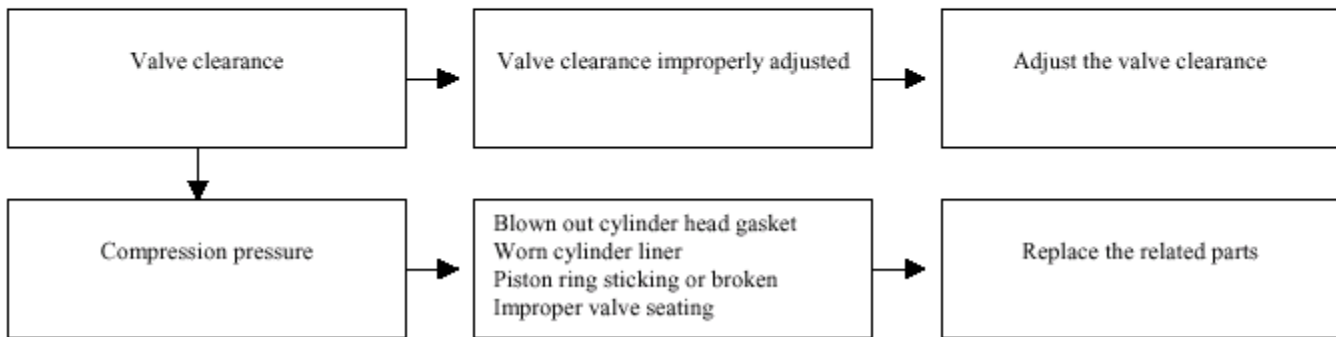 Valve clearance
Valve clearance improperly adjusted
Adjust the valve clearance
Compression pressure
Blown out cylinder head gasket
Worn cylinder liner
Piston ring sticking or broken
Improper valve seating
Replace the related parts